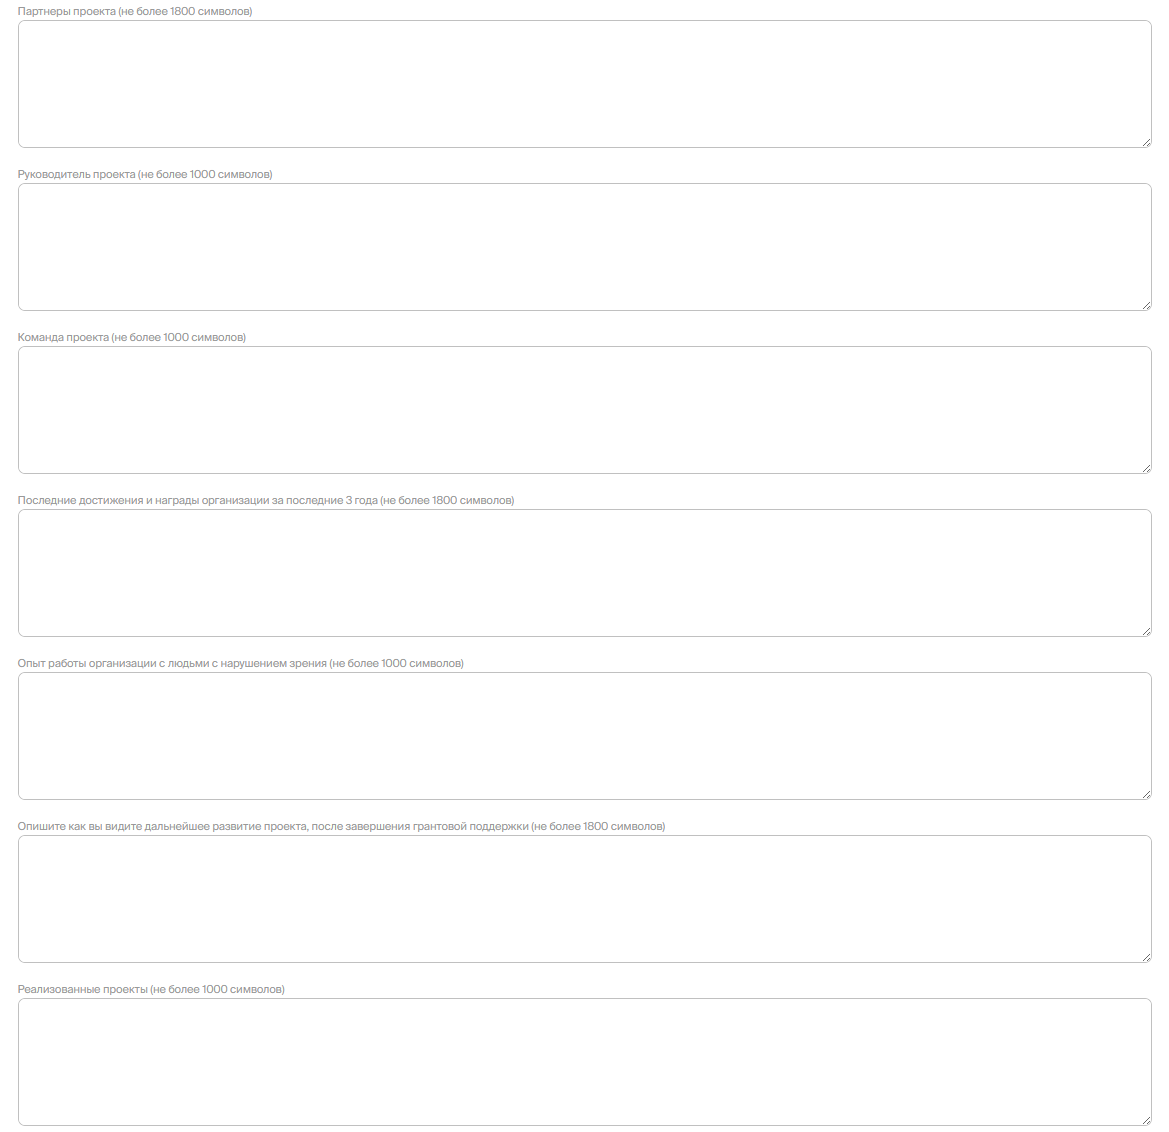 Партнеры проекта (не более 1800 символов)
Руководитель проекта (не более 1000 символов)
Команда проекта (не более 1000 символов)
Последние достижения и награды организации за последние 3 года (не более 1800 символов)
Опыт работы организации с людьми с нарушением зрения (не более 1000 символов)
Опишите как вы видите дальнейшее развитие проекта, после завершения грантовой поддержки (не более 1800 символов)
Реализованные проекты (не более 1000 символов)